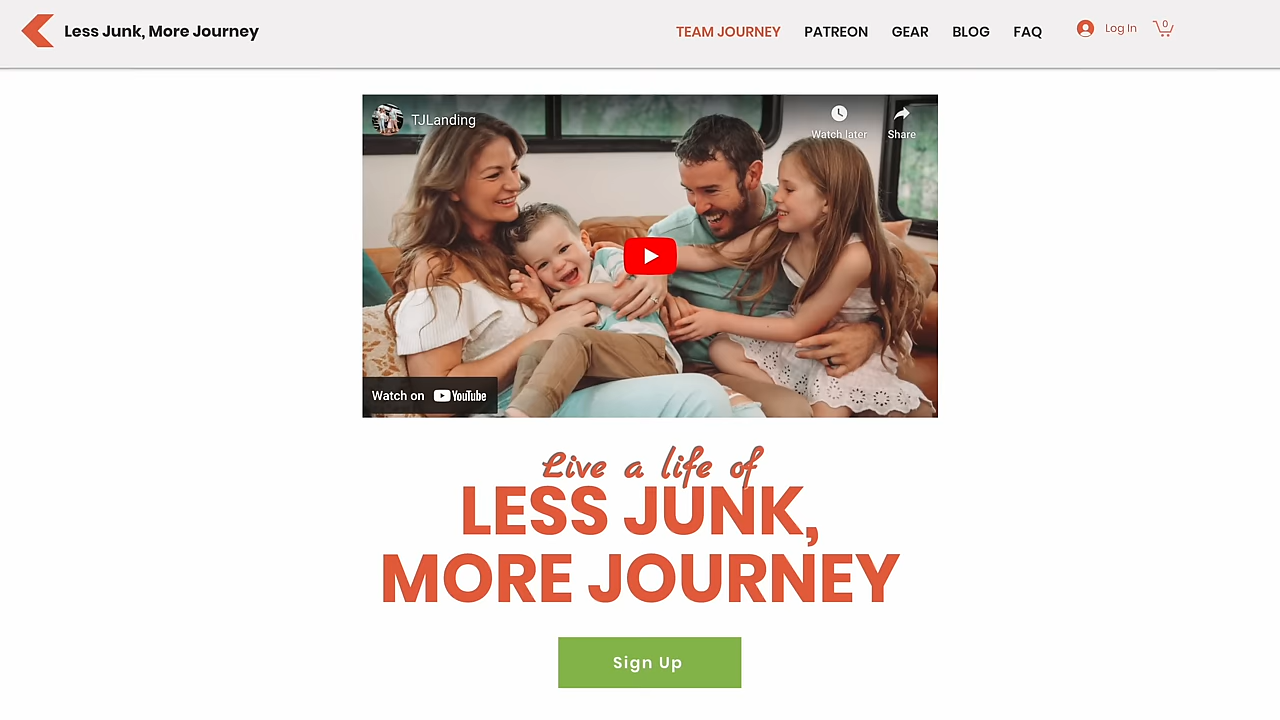 Less Junk, More Journey
TEAM JOURNEY
PATREON
GEAR
BLOG
FAQ
Log In
0
TJLanding
Watch later
Share
Watch on YouTube
Live a life of
LESS JUNK,
MORE JOURNEY
Sign Up